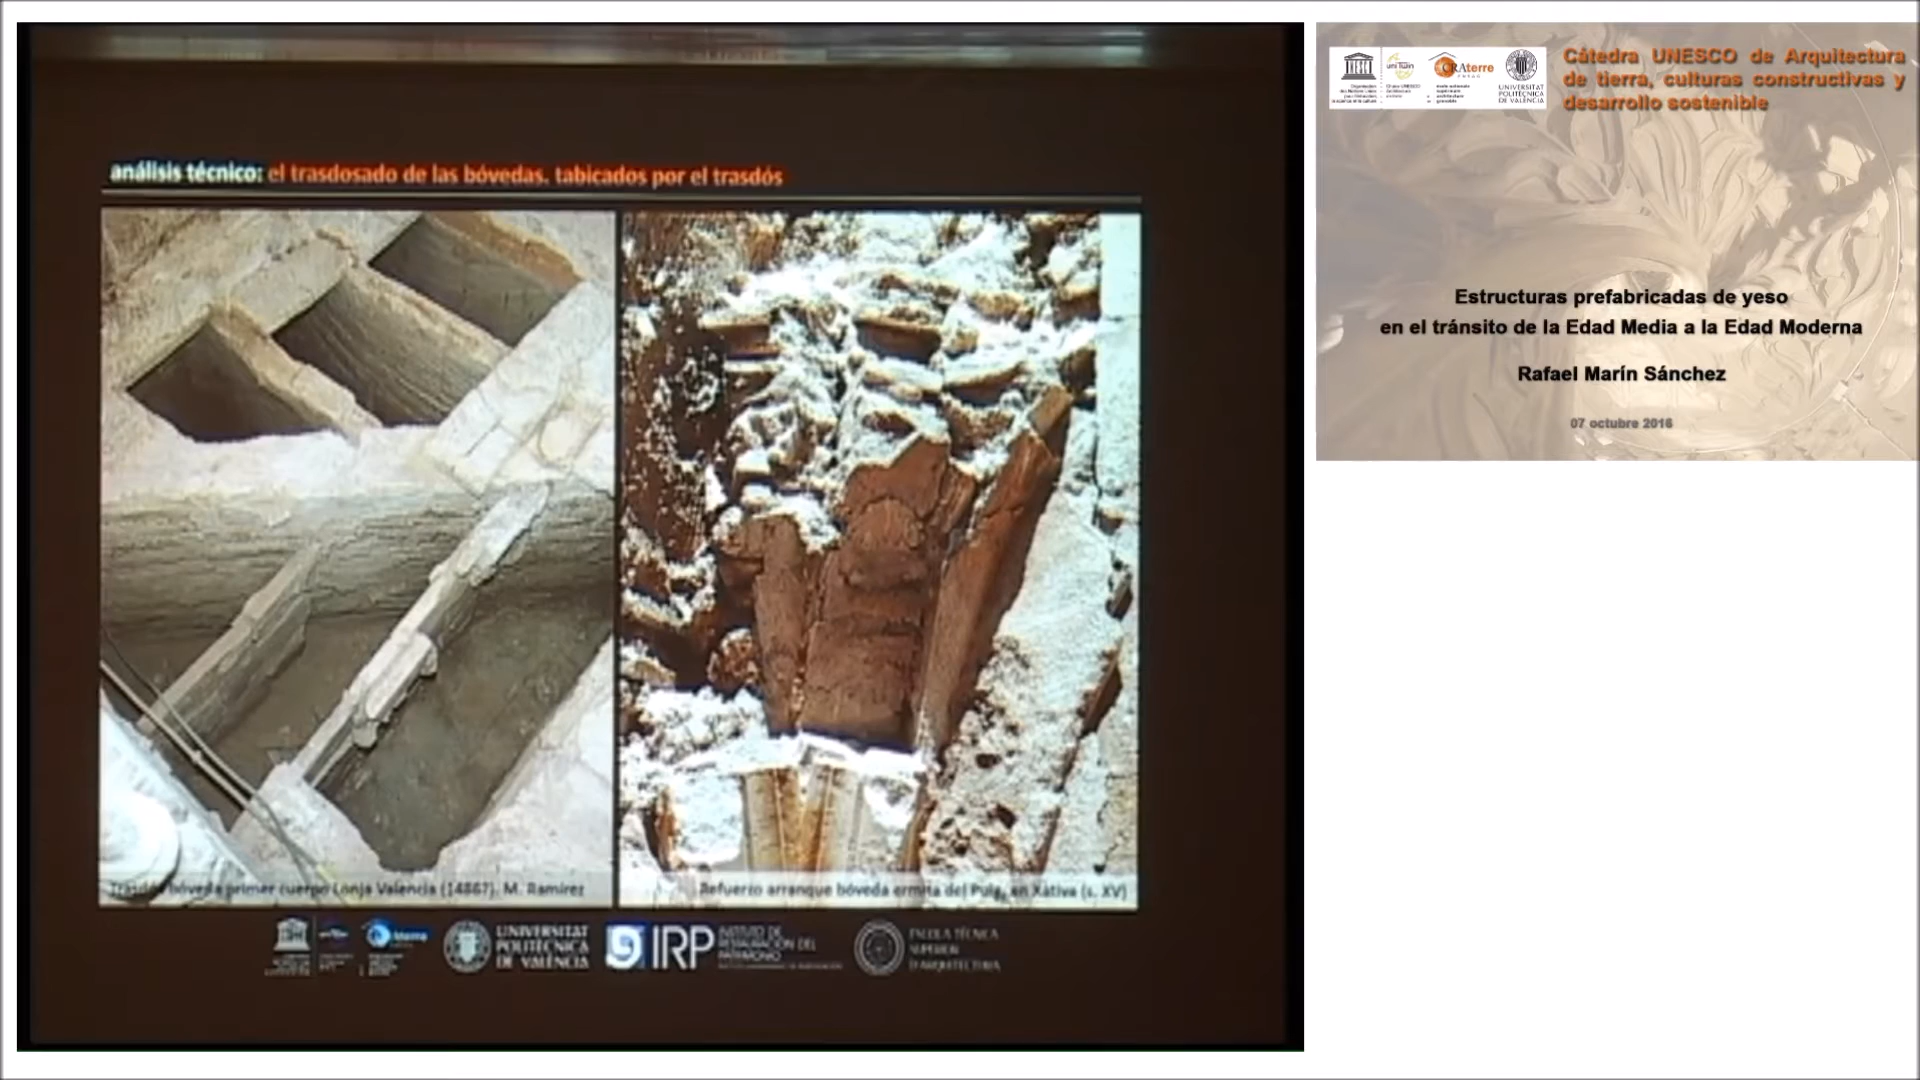 análisis técnico: el trasdosado de las bóvedas. tabicados por el trasdós
Trasdós bóveda primer cuerpo Lonja Valencia (1486?). M. Ramírez
Refuerzo arranque bóveda ermita del Puig, en Xàtiva (s. XV)
UNIVERSITAT
POLITÈCNICA
DE VALÈNCIA
IRP
INSTITUTO DE
RESTAURACIÓN DEL
PATRIMONIO
ESCOLA TÈCNICA
SUPERIOR
D'ARQUITECTURA
uni Twin
CRAterre
UNIVERSITAT
POLITÈCNICA
DE VALÈNCIA
Cátedra UNESCO de Arquitectura
de tierra, culturas constructivas y
desarrollo sostenible
Estructuras prefabricadas de yeso
en el tránsito de la Edad Media a la Edad Moderna
Rafael Marín Sánchez
07 octubre 2016